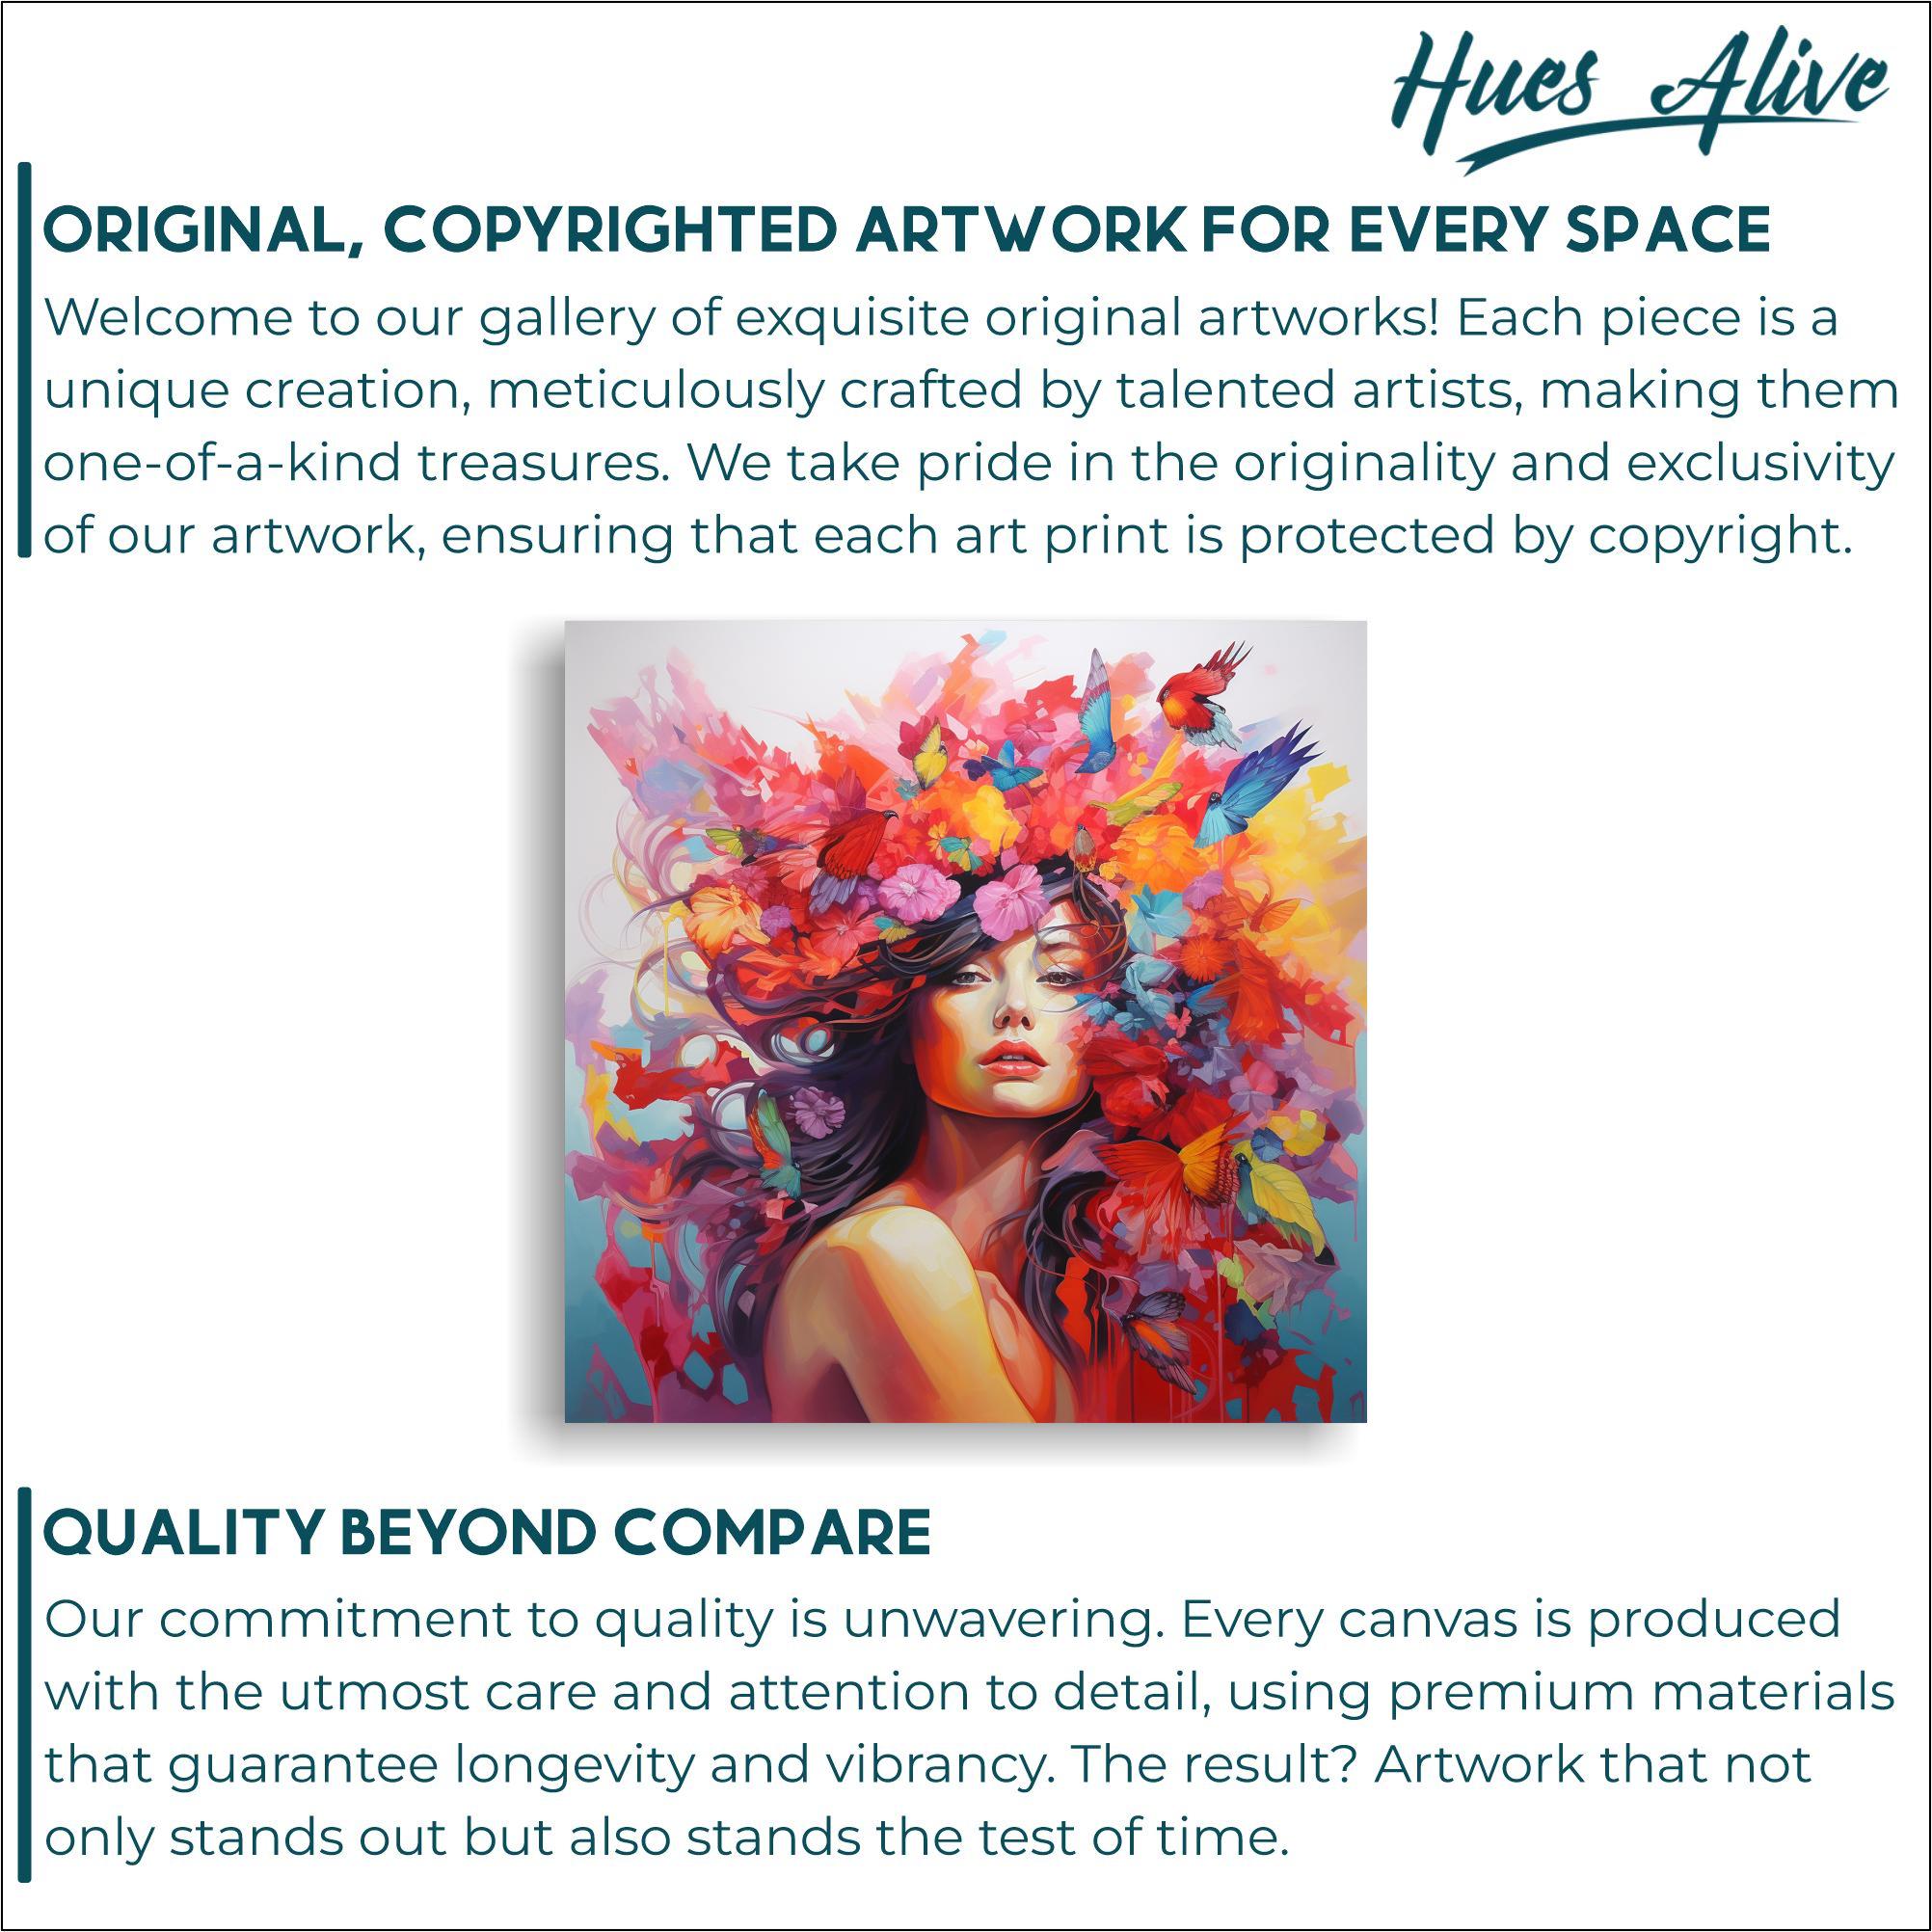 Hues Alive
ORIGINAL, COPYRIGHTED ARTWORK FOR EVERY SPACE
Welcome to our gallery of exquisite original artworks! Each piece is a
unique creation, meticulously crafted by talented artists, making them
one-of-a-kind treasures. We take pride in the originality and exclusivity
of our artwork, ensuring that each art print is protected by copyright.
QUALITY BEYOND COMPARE
Our commitment to quality is unwavering. Every canvas is produced
with the utmost care and attention to detail, using premium materials
that guarantee longevity and vibrancy. The result? Artwork that not
only stands out but also stands the test of time.